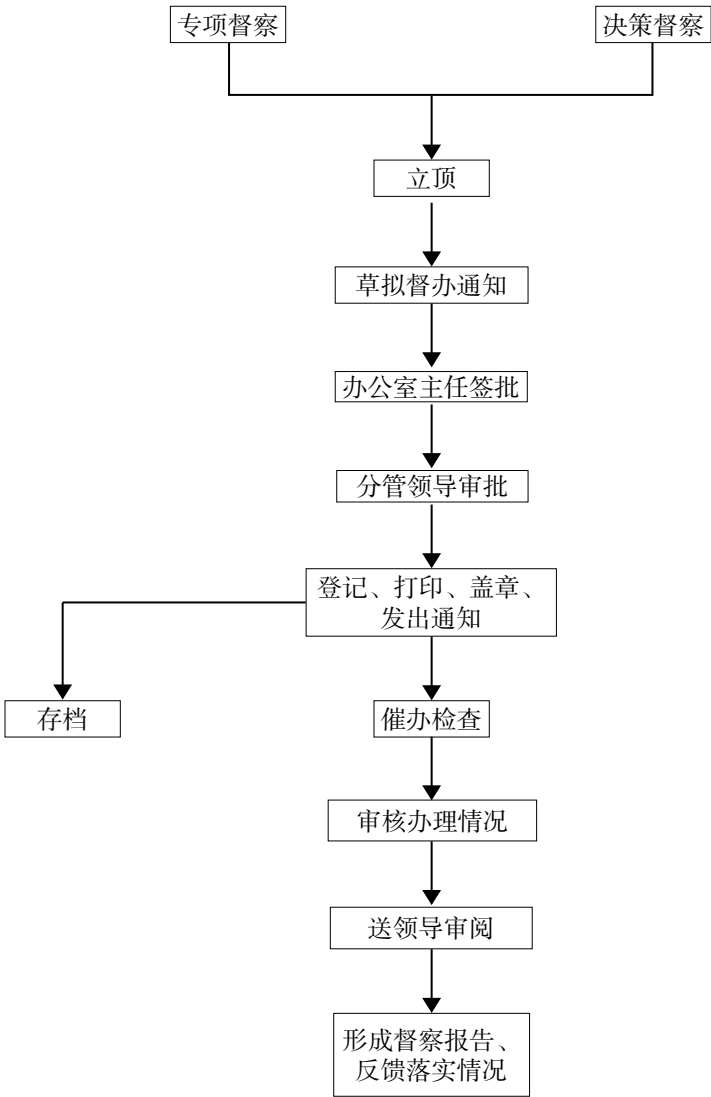 专项督察
决策督察
立顶
草拟督办通知
办公室主任签批
分管领导审批
登记、打印、盖章、
发出通知
存档
催办检查
审核办理情况
送领导审阅
形成督察报告、
反馈落实情况